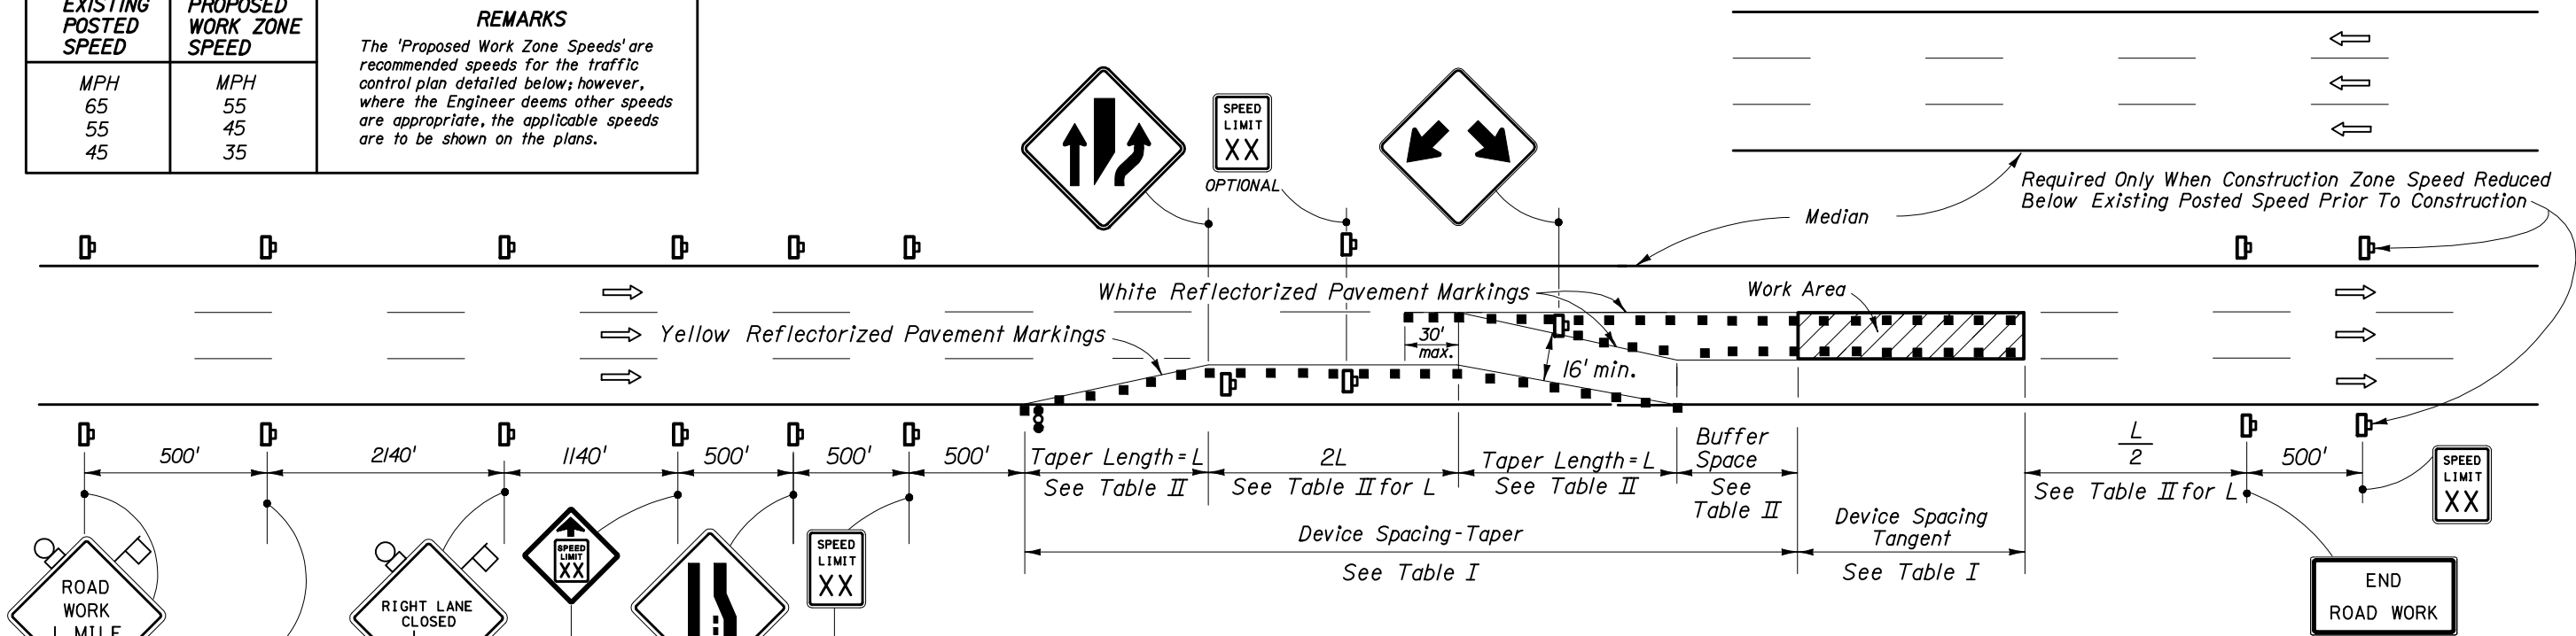 EXISTING
POSTED
SPEED
PROPOSED
WORK ZONE
SPEED
REMARKS
MPH
65
55
45
MPH
55
45
35
The 'Proposed Work Zone Speeds' are
recommended speeds for the traffic
control plan detailed below; however,
where the Engineer deems other speeds
are appropriate, the applicable speeds
are to be shown on the plans.
SPEED
LIMIT
XX
OPTIONAL
Median
Required Only When Construction Zone Speed Reduced
Below Existing Posted Speed Prior To Construction
White Reflectorized Pavement Markings
Work Area
Yellow Reflectorized Pavement Markings
30'
max.
16' min.
500'
2140'
1140'
500'
500'
500'
Taper Length = L
See Table II
2L
See Table II for L
Taper Length = L
See Table II
Buffer
Space
See
Table II
L
2
See Table II for L
500'
Device Spacing-Taper
See Table I
Device Spacing
Tangent
See Table I
ROAD
WORK
MILE
RIGHT LANE
CLOSED
SPEED
LIMIT
XX
SPEED
LIMIT
XX
SPEED
LIMIT
XX
END
ROAD WORK